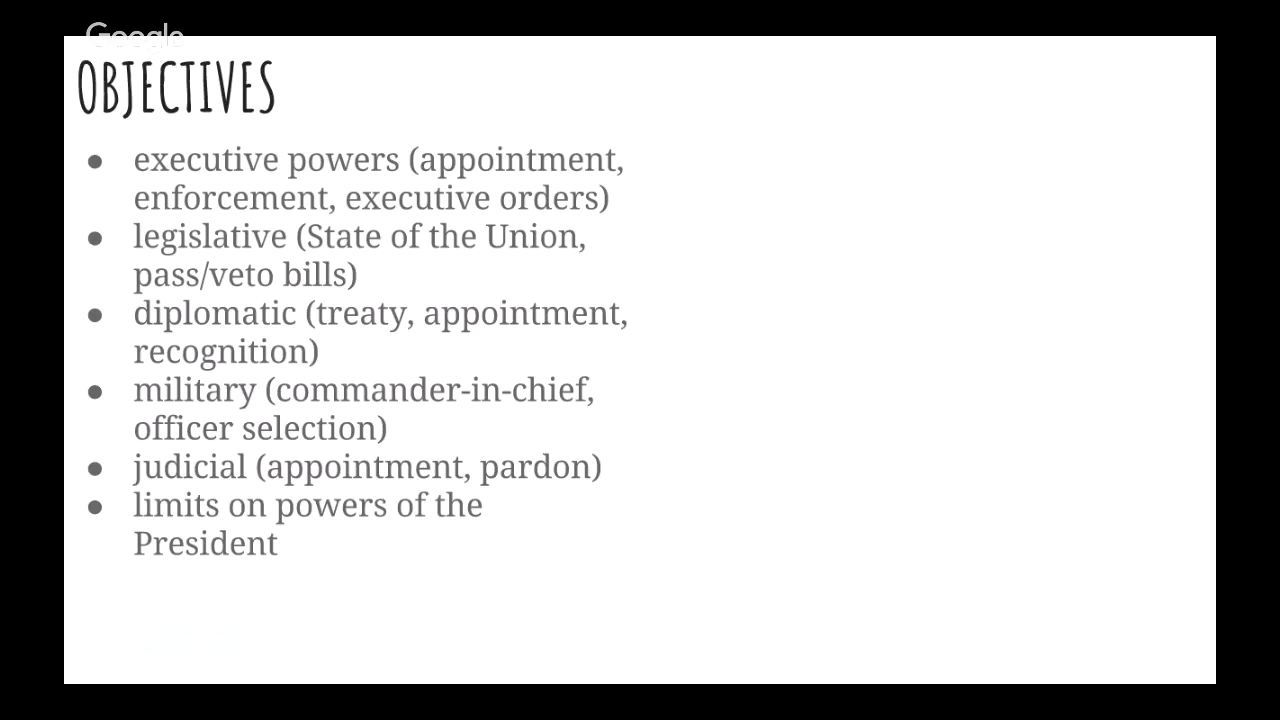 Google
OBJECTIVES
● executive powers (appointment,
enforcement, executive orders)
● legislative (State of the Union,
pass/veto bills)
● diplomatic (treaty, appointment,
recognition)
● military (commander-in-chief,
officer selection)
● judicial (appointment, pardon)
● limits on powers of the
President